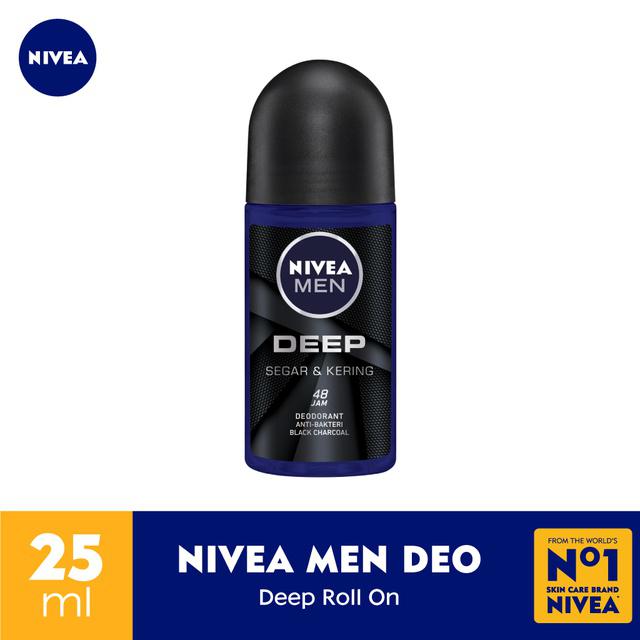 NIVEA
NIVEA
MEN
DEEP
SEGAR & KERING
48
JAM
DEODORANT
ANTI-BAKTERI
BLACK CHARCOAL
25
ml
NIVEA MEN DEO
Deep Roll On
FROM THE WORLD'S
Nº1
SKIN CARE BRAND
NIVEA